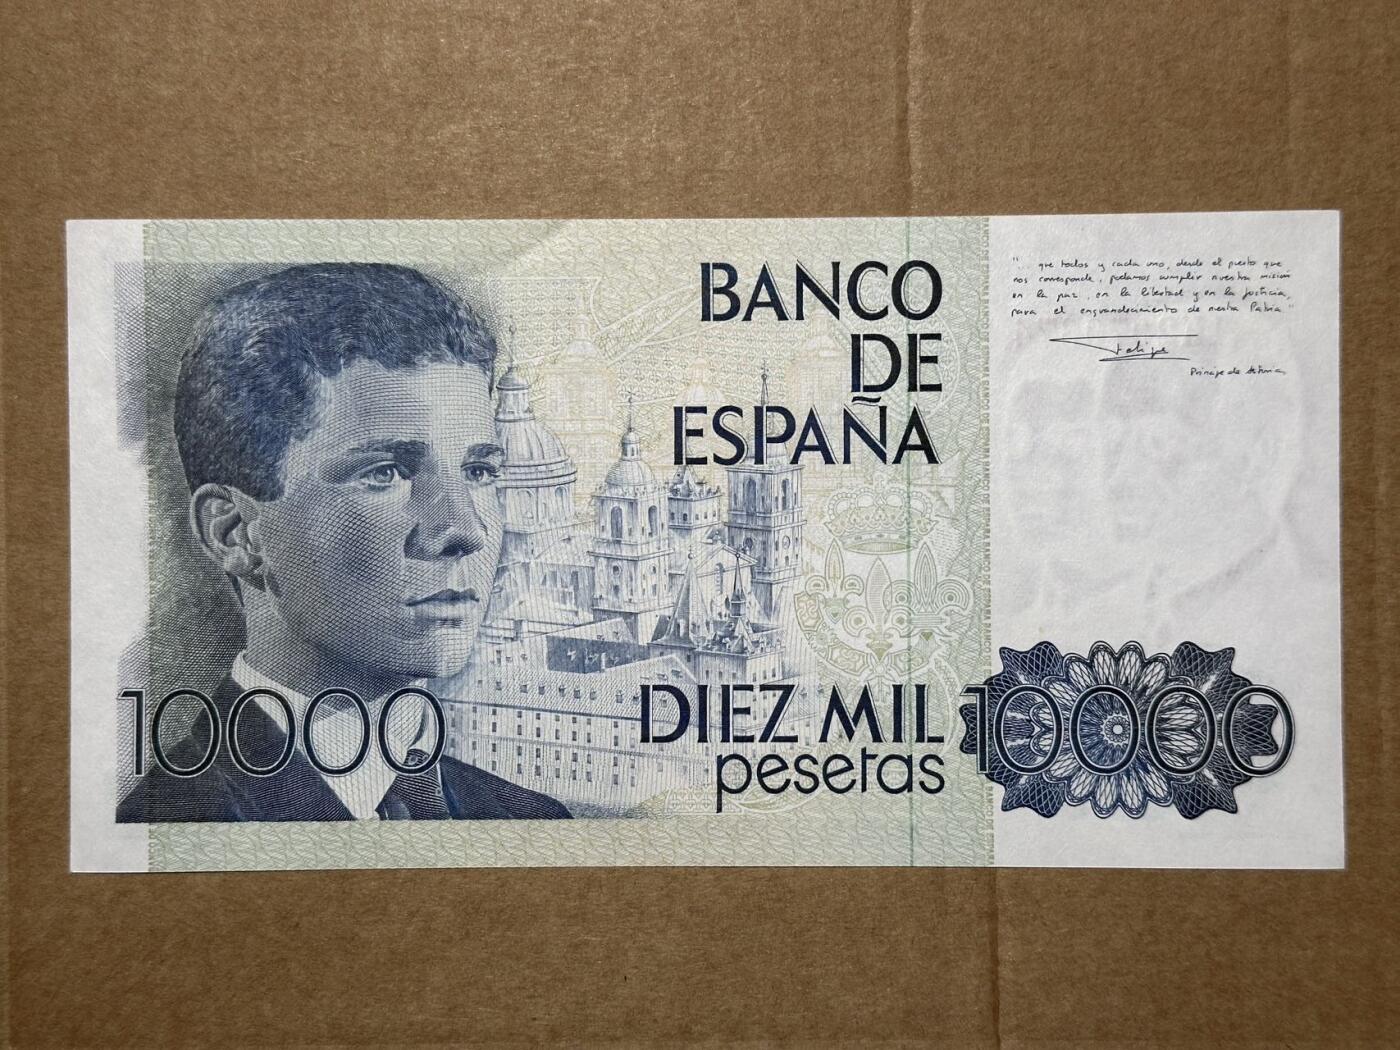 BANCO
DE
ESPAÑA
"... que todos y cada uno, desde el puesto que
nos corresponde, podamos cumplir nuestra misión
en la paz, en la libertad y en la justicia,
para el engrandecimiento de nuestra Patria"
Felipe
Príncipe de Asturias
10000
DIEZ MIL
pesetas
10000